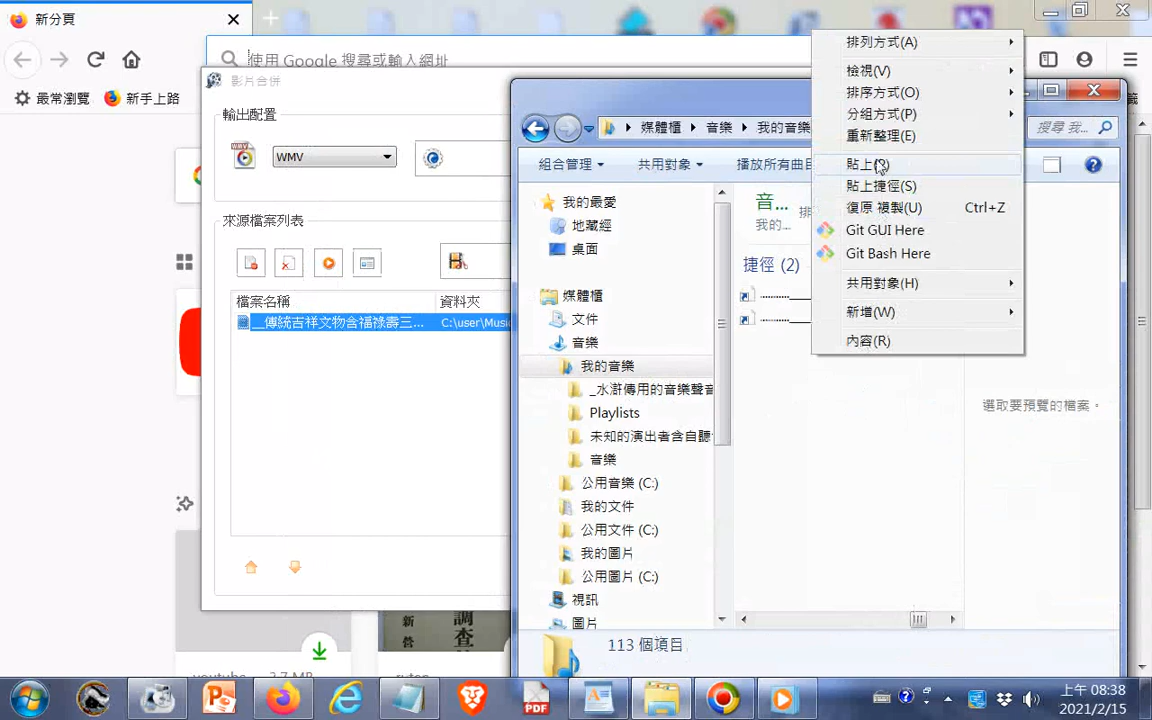 新分頁
使用 Google 搜尋或輸入網址
最常瀏覽
新手上路
影片合併
輸出配置
WMV
來源檔案列表
檔案名稱
資料夾
__傳統吉祥文物含福祿壽三...
C:\user\Music
媒體櫃
音樂
我的音樂
搜尋 我...
組合管理
共用對象
播放所有曲目
我的最愛
地藏經
桌面
媒體櫃
文件
音樂
我的音樂
_水滸傳用的音樂聲音
Playlists
未知的演出者含自聽
音樂
公用音樂 (C:)
我的文件
公用文件 (C:)
我的圖片
公用圖片 (C:)
視訊
圖片
音...
我的...
排
捷徑 (2)
選取要預覽的檔案。
113 個項目
排列方式(A)
檢視(V)
排序方式(O)
分組方式(P)
重新整理(E)
貼上(P)
貼上捷徑(S)
復原 複製(U) Ctrl+Z
Git GUI Here
Git Bash Here
共用對象(H)
新增(W)
內容(R)
調
查
新
營
PDF
上午 08:38
2021/2/15